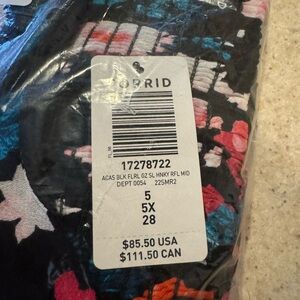 TORRID
17278722
ACAS BLK FLRL GZ SL HNKY RFL MID
DEPT 0054 225MR2
5
5X
28
$85.50 USA
$111.50 CAN